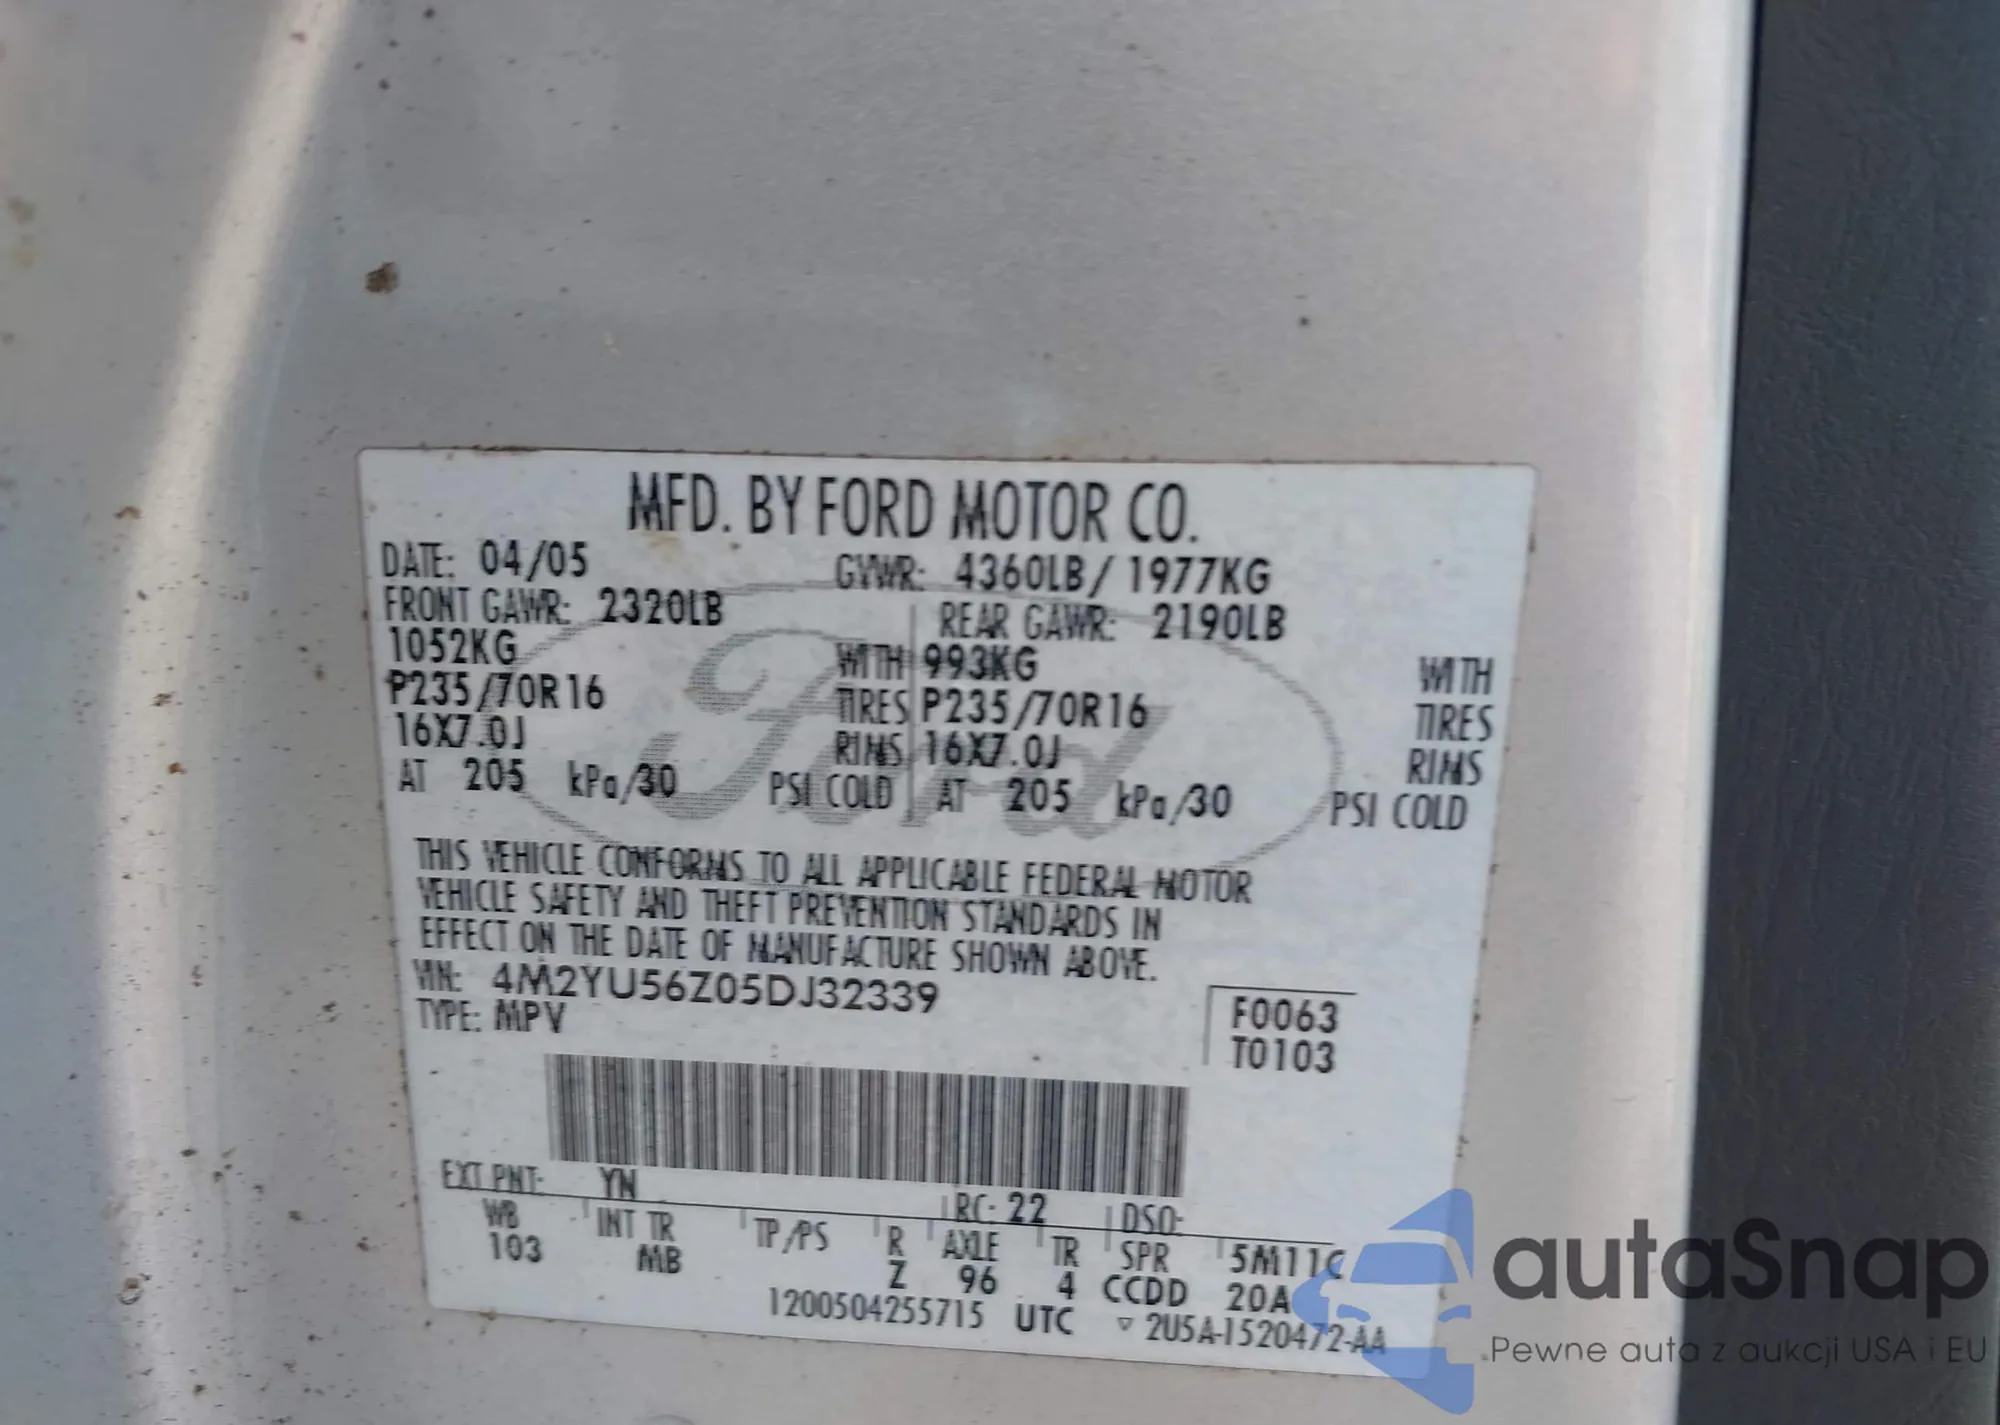 MFD. BY FORD MOTOR CO.
DATE: 04/05 GVWR: 4360LB/ 1977KG
FRONT GAWR: 2320LB REAR GAWR: 2190LB
1052KG WITH 993KG WITH
P235/70R16 TIRES P235/70R16 TIRES
16X7.0J RIMS 16X7.0J RIMS
AT 205 kPa/30 PSI COLD AT 205 kPa/30 PSI COLD
Ford
THIS VEHICLE CONFORMS TO ALL APPLICABLE FEDERAL MOTOR
VEHICLE SAFETY AND THEFT PREVENTION STANDARDS IN
EFFECT ON THE DATE OF MANUFACTURE SHOWN ABOVE.
VIN: 4M2YU56Z05DJ32339
TYPE: MPV
F0063
T0103
EXT PNT: YN RC: 22 DSO:
WB INT TR TP/PS R AXLE TR SPR 5M11C
103 MB Z 96 4 CCDD 20A
1200504255715 UTC ▽ 2U5A-1520472-AA
autaSnap
Pewne auta z aukcji USA i EU